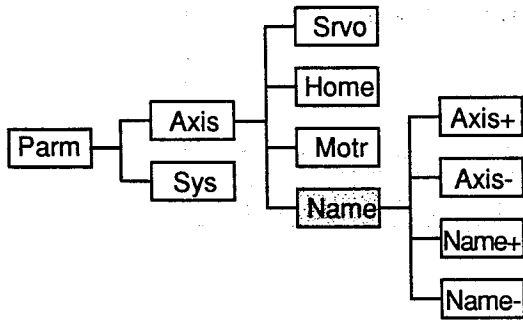 Parm
Axis
Sys
Srvo
Home
Motr
Name
Axis+
Axis-
Name+
Name-